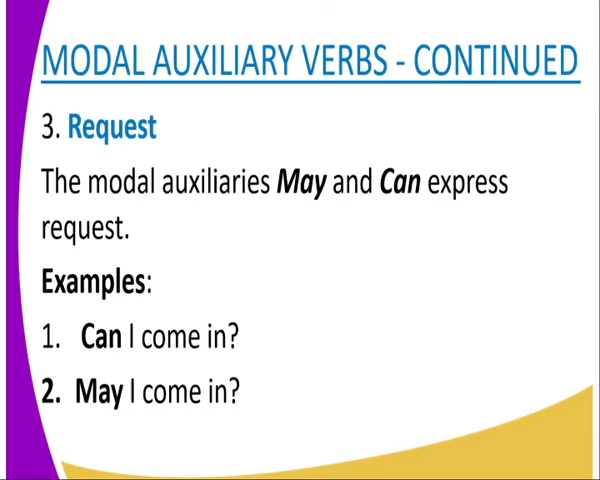 MODAL AUXILIARY VERBS - CONTINUED
3. Request
The modal auxiliaries May and Can express
request.
Examples:
1. Can I come in?
2. May I come in?